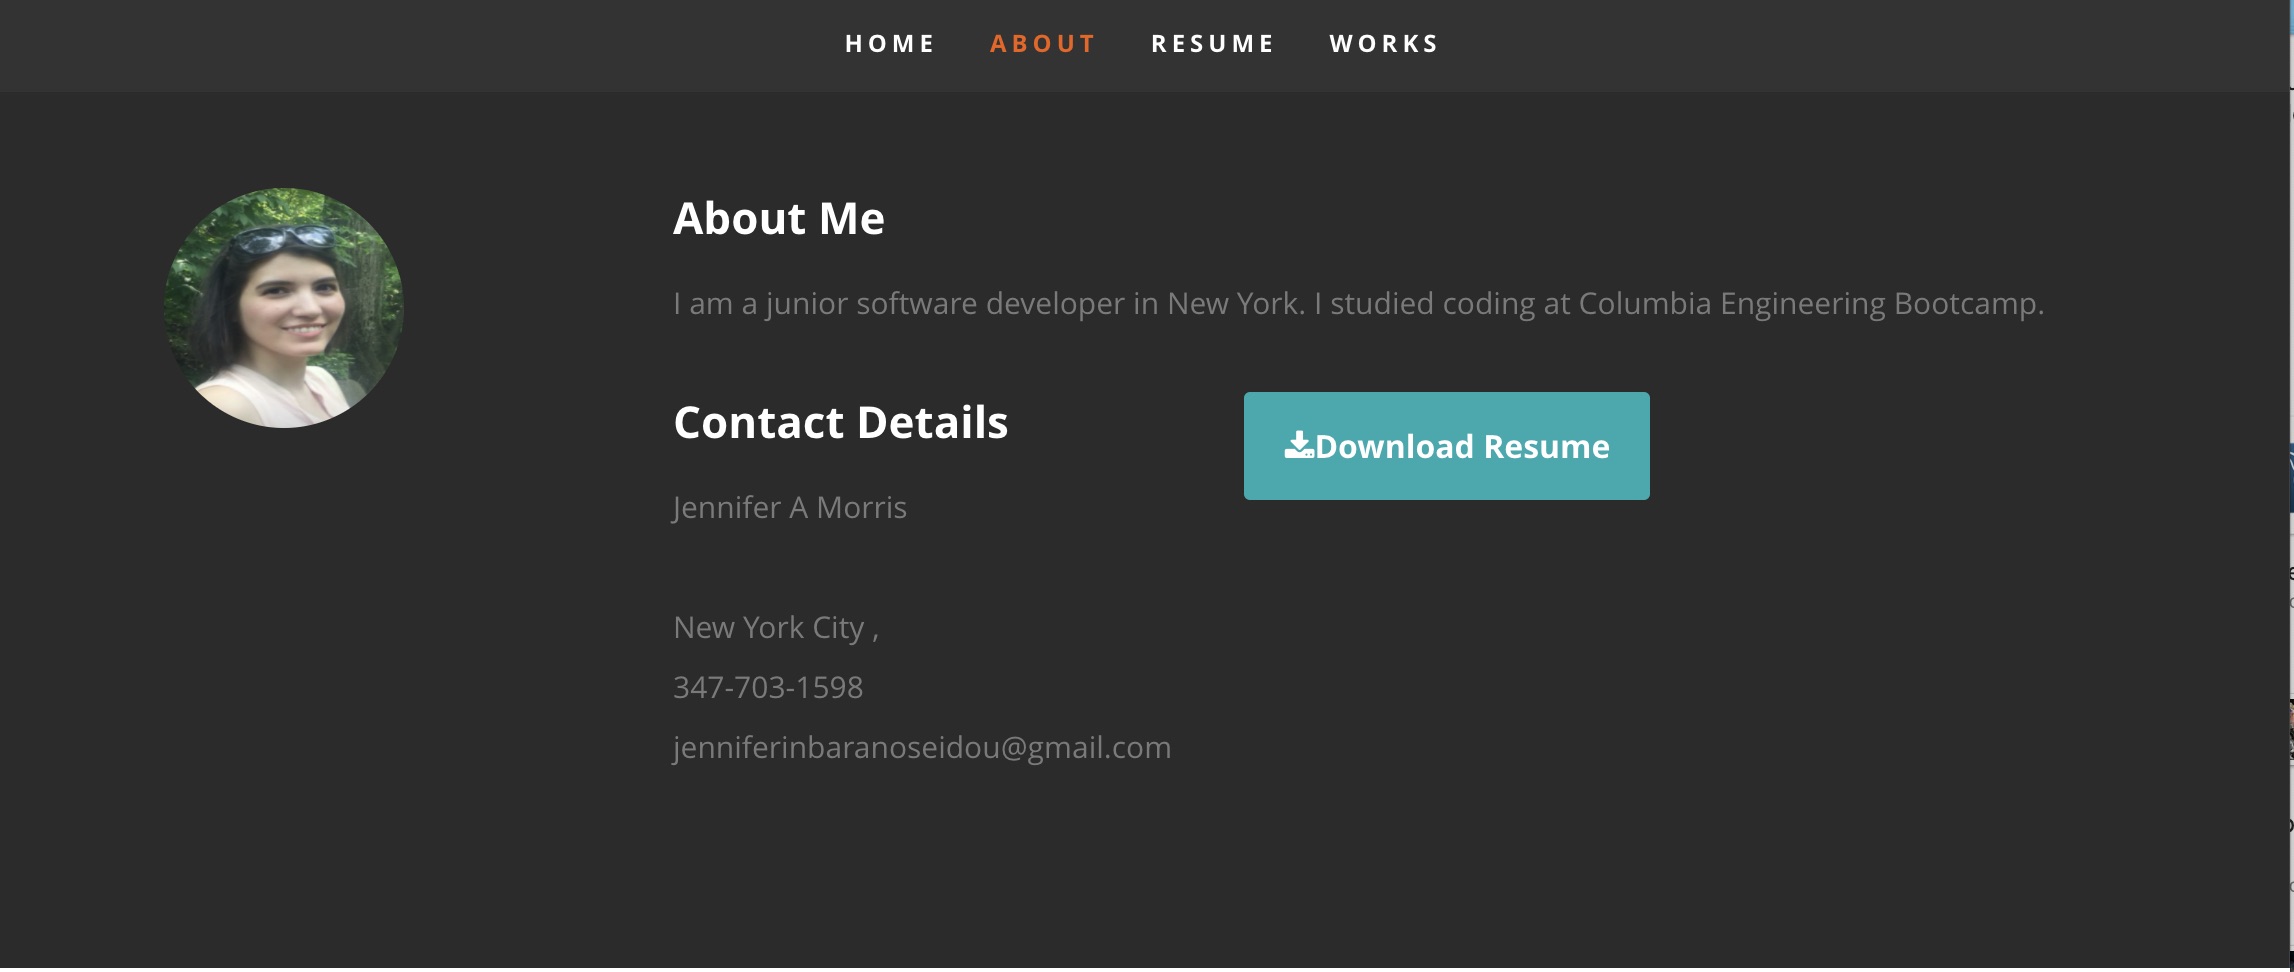 HOME ABOUT RESUME WORKS
About Me
I am a junior software developer in New York. I studied coding at Columbia Engineering Bootcamp.
Contact Details
Download Resume
Jennifer A Morris
New York City ,
347-703-1598
jenniferinbaranoseidou@gmail.com